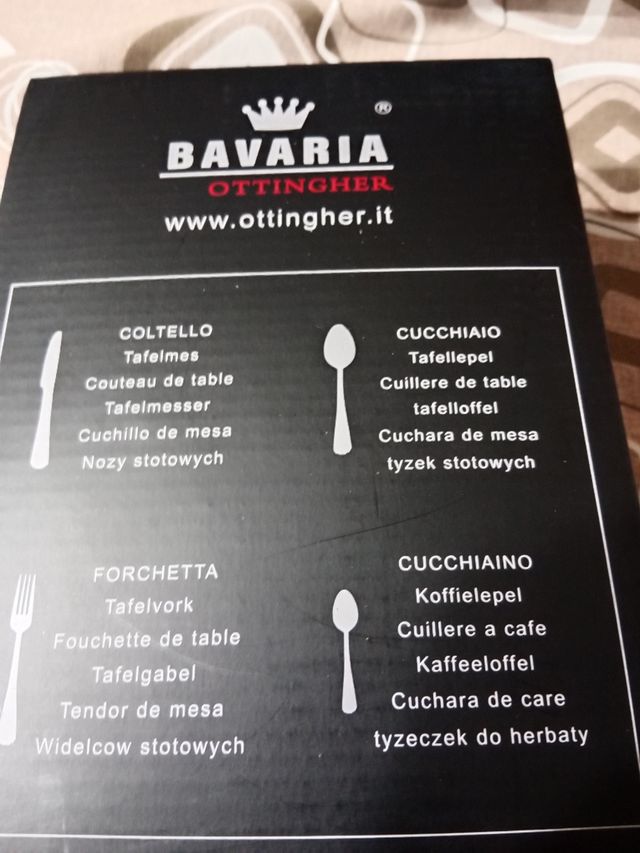 ®
BAVARIA
OTTINGHER
www.ottingher.it
COLTELLO
Tafelmes
Couteau de table
Tafelmesser
Cuchillo de mesa
Nozy stotowych
CUCCHIAIO
Tafellepel
Cuillere de table
tafelloffel
Cuchara de mesa
tyzek stotowych
FORCHETTA
Tafelvork
Fouchette de table
Tafelgabel
Tendor de mesa
Widelcow stotowych
CUCCHIAINO
Koffielepel
Cuillere a cafe
Kaffeeloffel
Cuchara de care
tyzeczek do herbaty